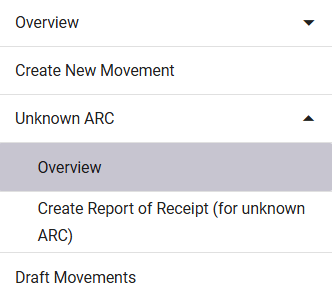 Overview
Create New Movement
Unknown ARC
Overview
Create Report of Receipt (for unknown
ARC)
Draft Movements